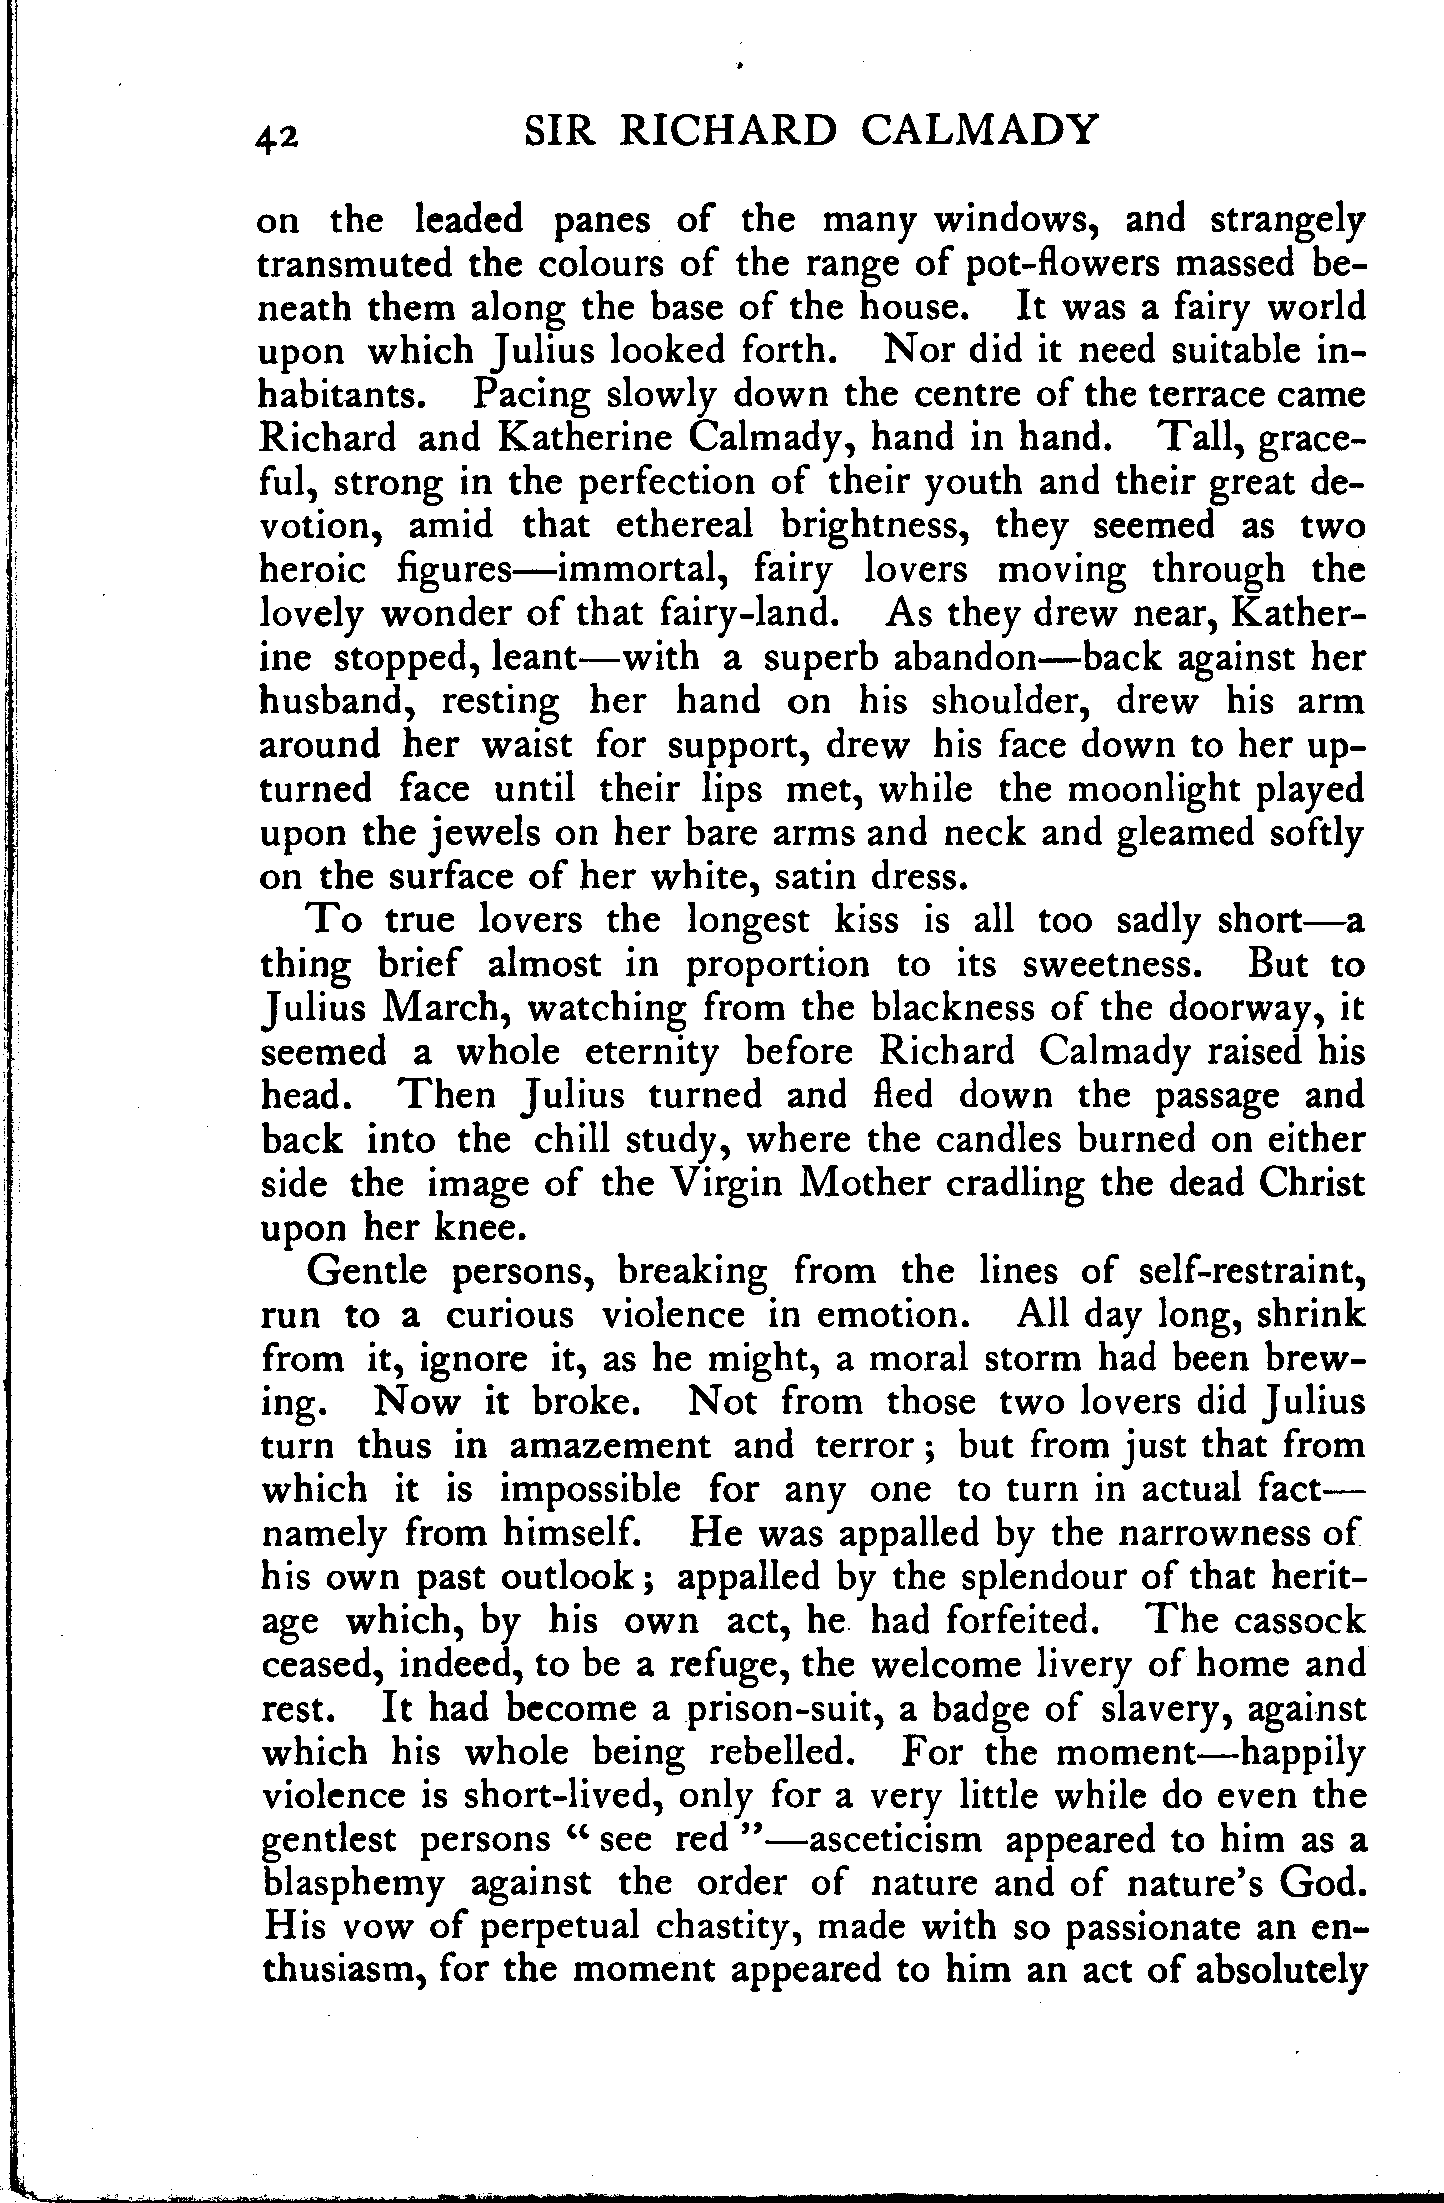 42 SIR RICHARD CALMADY
on the leaded panes of the many windows, and strangely
transmuted the colours of the range of pot-flowers massed be-
neath them along the base of the house. It was a fairy world
upon which Julius looked forth. Nor did it need suitable in-
habitants. Pacing slowly down the centre of the terrace came
Richard and Katherine Calmady, hand in hand. Tall, grace-
ful, strong in the perfection of their youth and their great de-
votion, amid that ethereal brightness, they seemed as two
heroic figures—immortal, fairy lovers moving through the
lovely wonder of that fairy-land. As they drew near, Kather-
ine stopped, leant—with a superb abandon—back against her
husband, resting her hand on his shoulder, drew his arm
around her waist for support, drew his face down to her up-
turned face until their lips met, while the moonlight played
upon the jewels on her bare arms and neck and gleamed softly
on the surface of her white, satin dress.
To true lovers the longest kiss is all too sadly short—a
thing brief almost in proportion to its sweetness. But to
Julius March, watching from the blackness of the doorway, it
seemed a whole eternity before Richard Calmady raised his
head. Then Julius turned and fled down the passage and
back into the chill study, where the candles burned on either
side the image of the Virgin Mother cradling the dead Christ
upon her knee.
Gentle persons, breaking from the lines of self-restraint,
run to a curious violence in emotion. All day long, shrink
from it, ignore it, as he might, a moral storm had been brew-
ing. Now it broke. Not from those two lovers did Julius
turn thus in amazement and terror; but from just that from
which it is impossible for any one to turn in actual fact—
namely from himself. He was appalled by the narrowness of
his own past outlook; appalled by the splendour of that herit-
age which, by his own act, he had forfeited. The cassock
ceased, indeed, to be a refuge, the welcome livery of home and
rest. It had become a prison-suit, a badge of slavery, against
which his whole being rebelled. For the moment—happily
violence is short-lived, only for a very little while do even the
gentlest persons “see red”—asceticism appeared to him as a
blasphemy against the order of nature and of nature's God.
His vow of perpetual chastity, made with so passionate an en-
thusiasm, for the moment appeared to him an act of absolutely